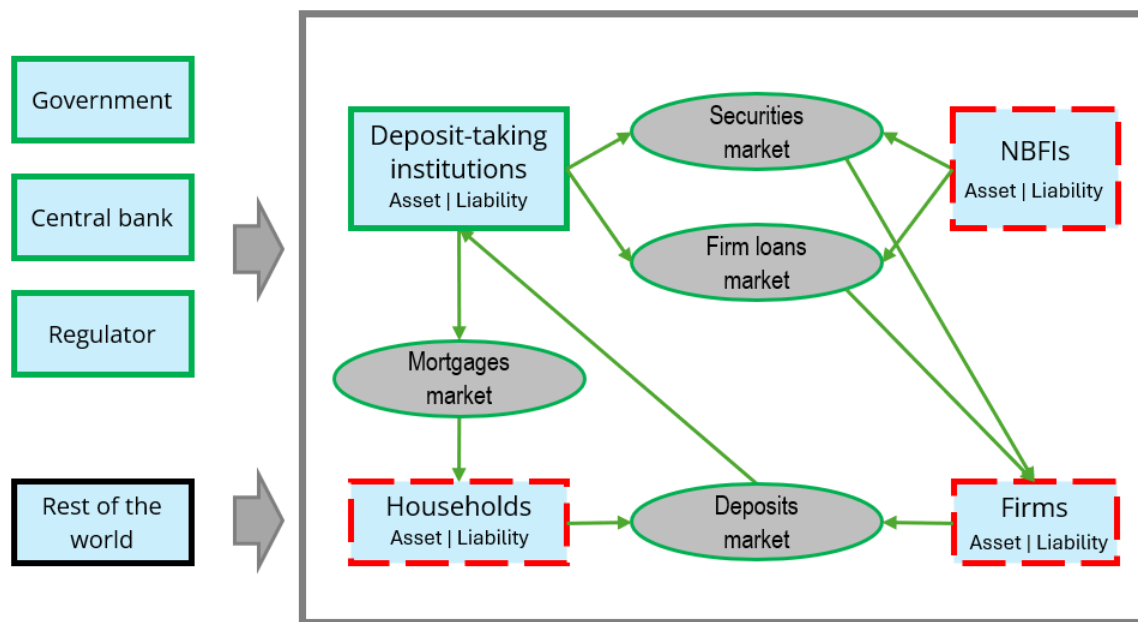 Government
Central bank
Regulator
Rest of the
world
Deposit-taking
institutions
Asset | Liability
Securities
market
NBFIs
Asset | Liability
Firm loans
market
Mortgages
market
Households
Asset | Liability
Deposits
market
Firms
Asset | Liability